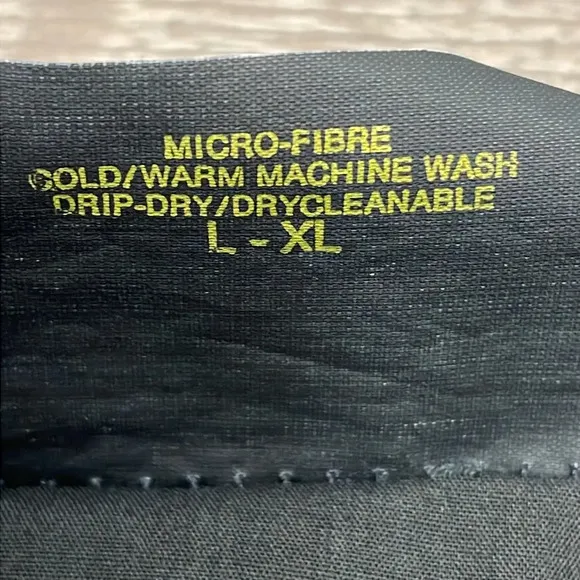 MICRO-FIBRE
COLD/WARM MACHINE WASH
DRIP-DRY/DRYCLEANABLE
L - XL